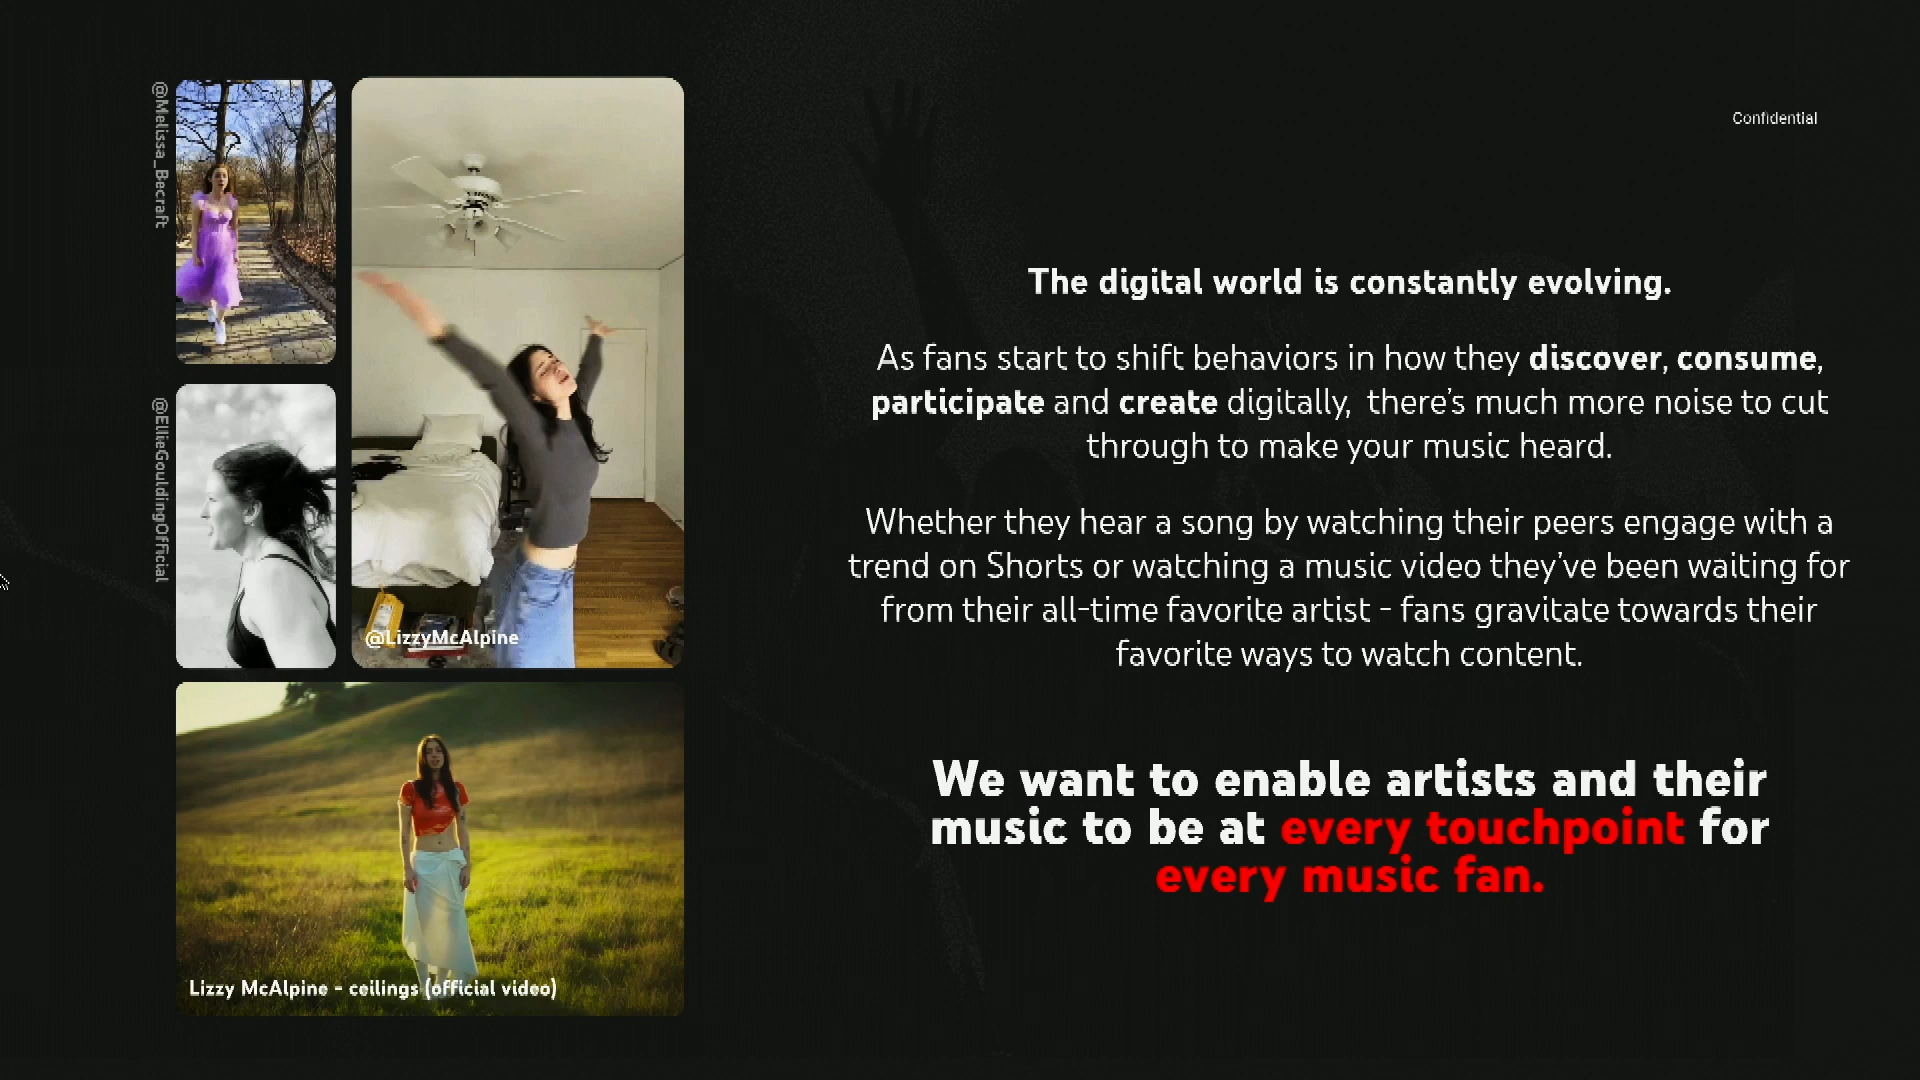 @Melissa_Becraft
@EllieGouldingOfficial
@LizzyMcAlpine
Lizzy McAlpine - ceilings (official video)
Confidential
The digital world is constantly evolving.
As fans start to shift behaviors in how they discover, consume,
participate and create digitally,  there's much more noise to cut
through to make your music heard.
Whether they hear a song by watching their peers engage with a
trend on Shorts or watching a music video they've been waiting for
from their all-time favorite artist - fans gravitate towards their
favorite ways to watch content.
We want to enable artists and their
music to be at every touchpoint for
every music fan.